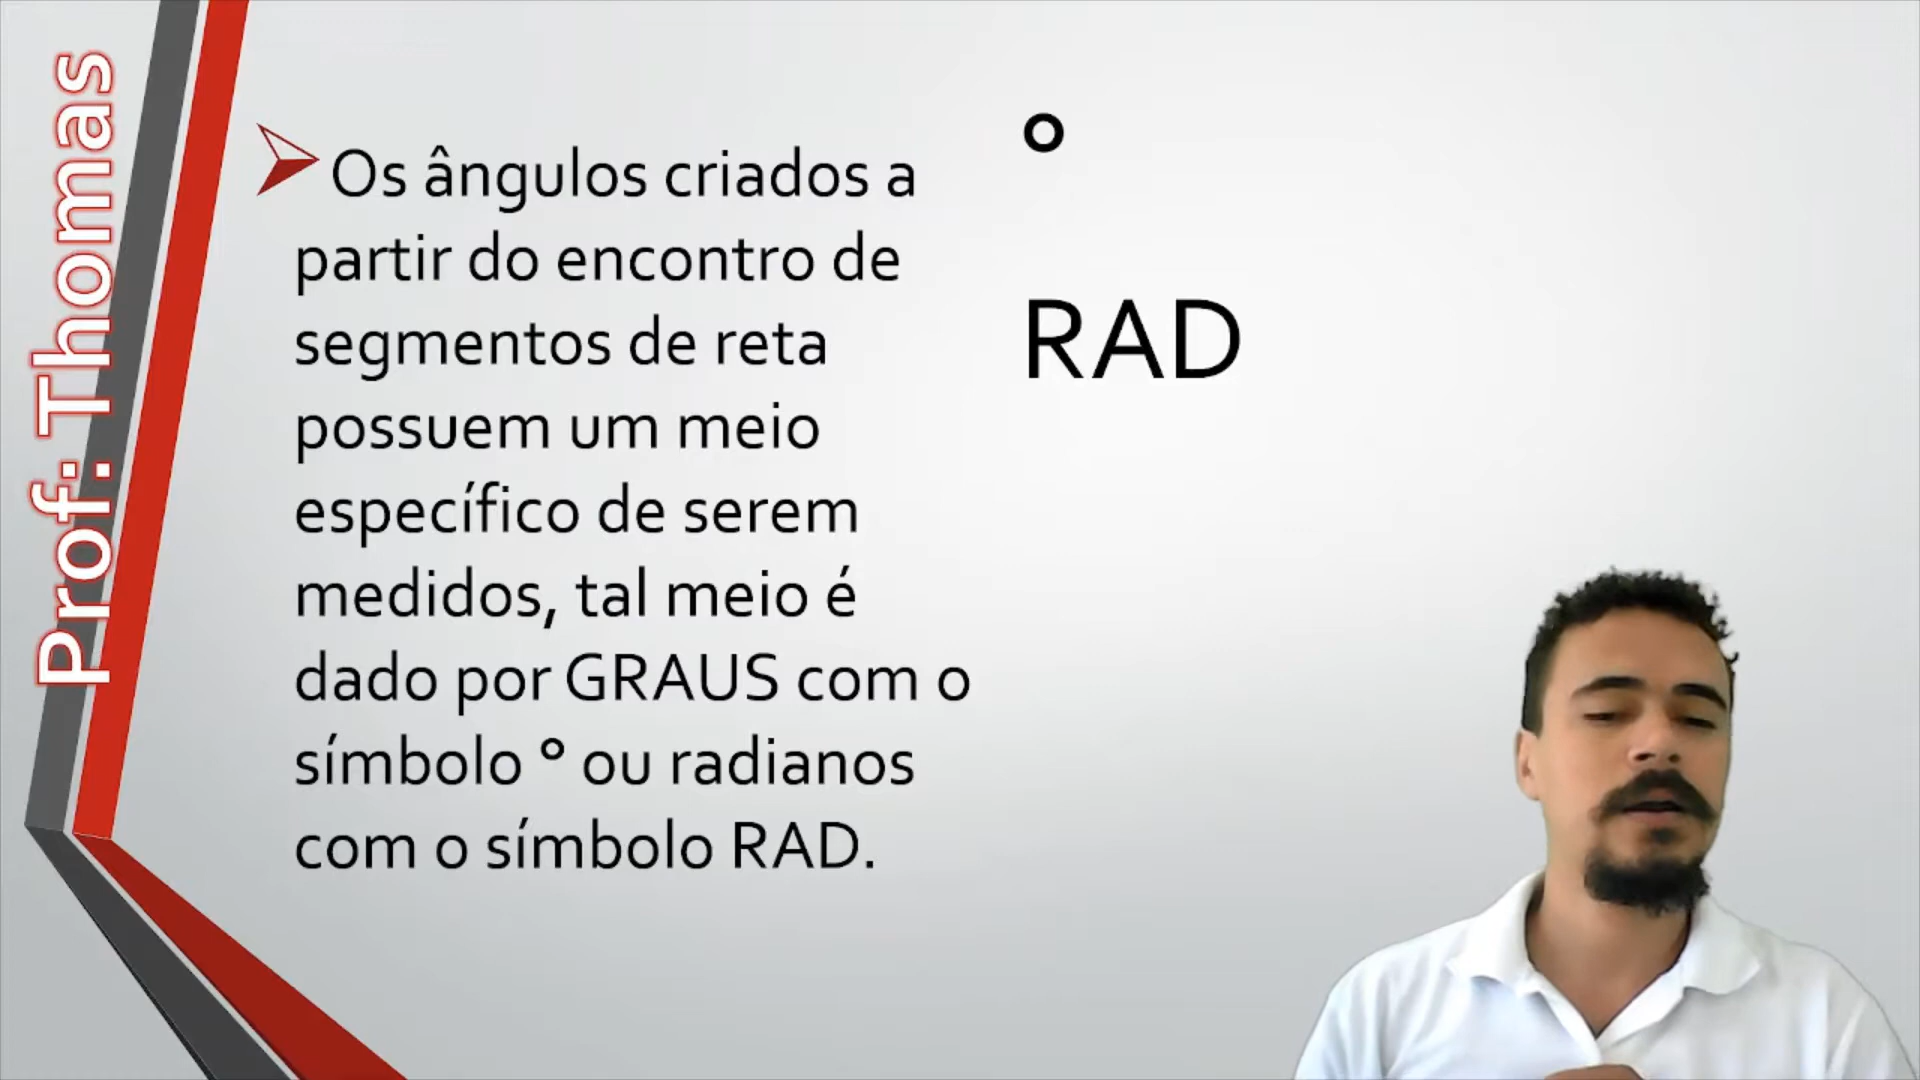 Prof: Thomas
Os ângulos criados a
partir do encontro de
segmentos de reta
possuem um meio
específico de serem
medidos, tal meio é
dado por GRAUS com o
símbolo ° ou radianos
com o símbolo RAD.
°
RAD